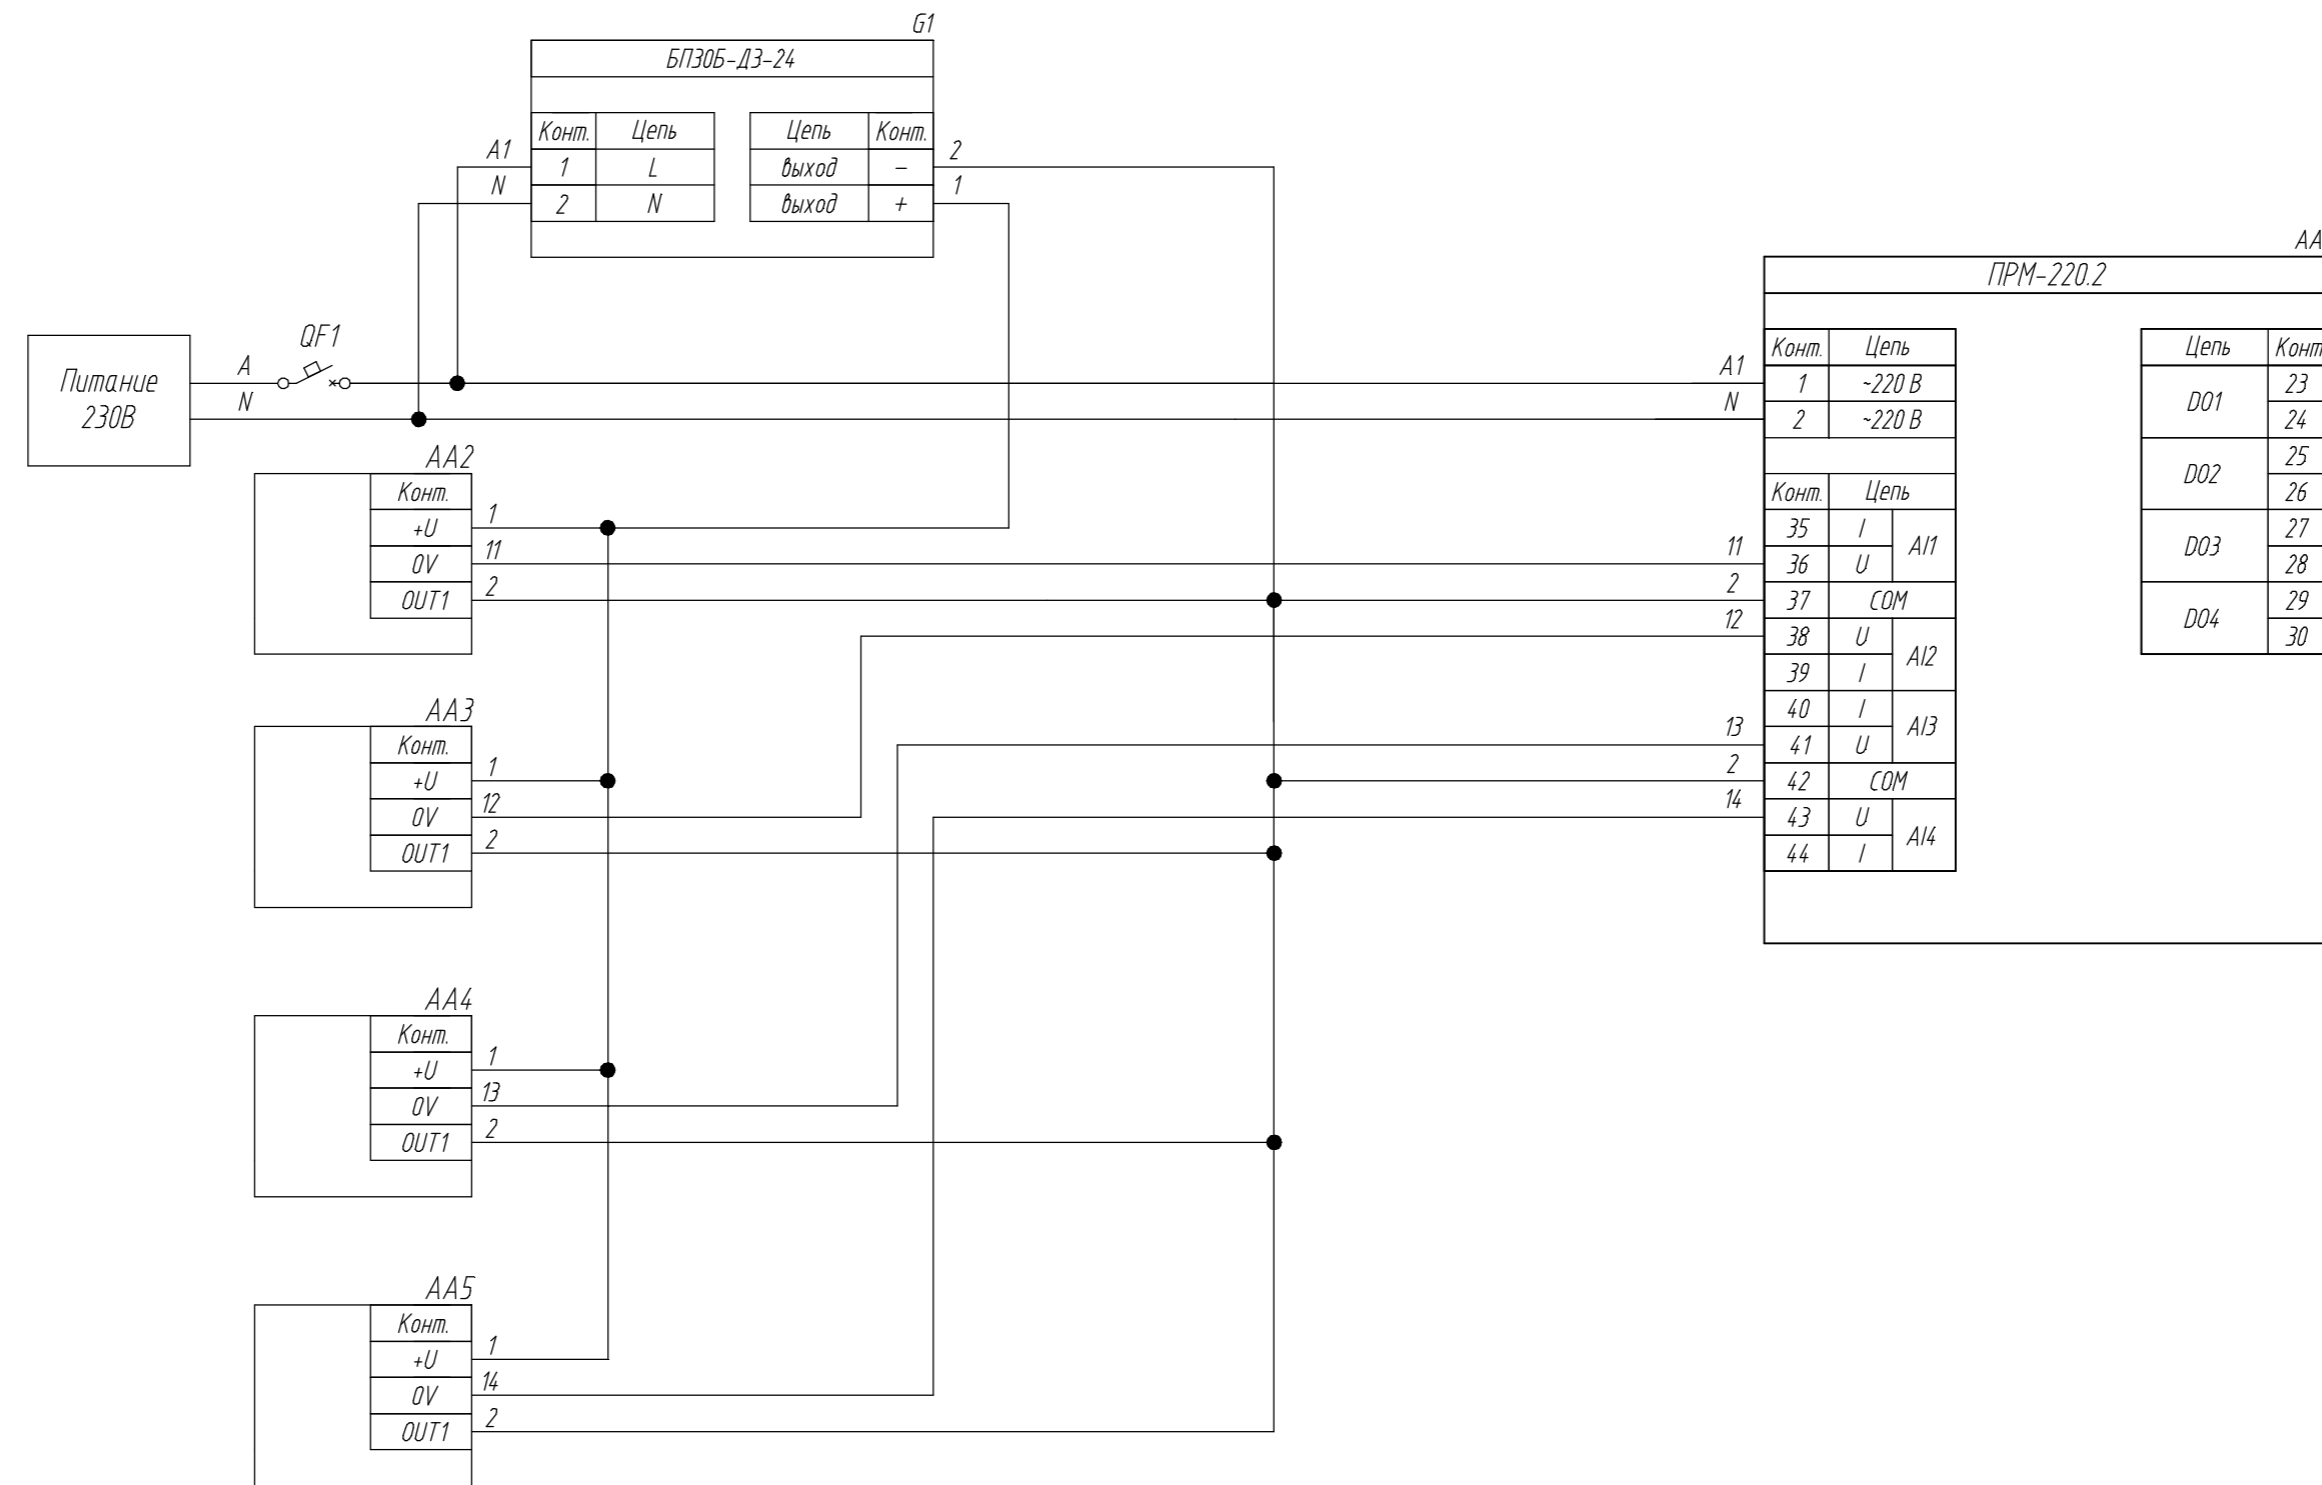 G1
БП30Б-Д3-24
Конт. Цепь Цепь Конт.
A1 1 L выход – 2
N 2 N выход + 1
AA
ПРМ-220.2
QF1
Питание
230В
A
N
Конт. Цепь Цепь Конт
A1 1 ~220 В DO1 23
N 2 ~220 В 24
DO2 25
Конт. Цепь 26
11 35 I AI1 DO3 27
36 U 28
2 37 COM DO4 29
12 38 U AI2 30
39 I
40 I AI3
13 41 U
2 42 COM
14 43 U AI4
44 I
AA2
Конт.
+U 1
0V 11
OUT1 2
AA3
Конт.
+U 1
0V 12
OUT1 2
AA4
Конт.
+U 1
0V 13
OUT1 2
AA5
Конт.
+U 1
0V 14
OUT1 2